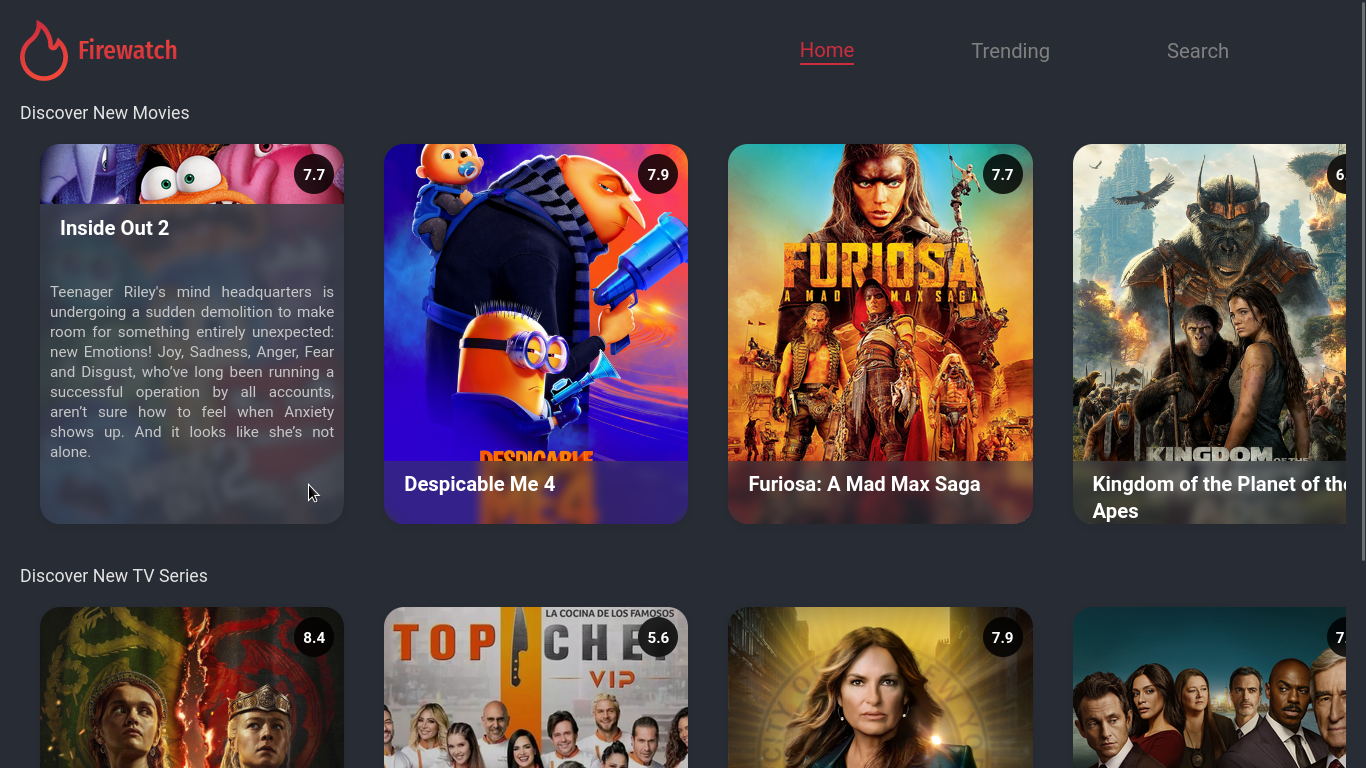 Firewatch
Home
Trending
Search
Discover New Movies
7.7
Inside Out 2
Teenager Riley's mind headquarters is
undergoing a sudden demolition to make
room for something entirely unexpected:
new Emotions! Joy, Sadness, Anger, Fear
and Disgust, who’ve long been running a
successful operation by all accounts,
aren’t sure how to feel when Anxiety
shows up. And it looks like she’s not
alone.
7.9
DESPICABLE
ME 4
Despicable Me 4
7.7
FURIOSA
A MAD MAX SAGA
Furiosa: A Mad Max Saga
6.
KINGDOM
OF THE
Kingdom of the Planet of the
Apes
Discover New TV Series
8.4
LA COCINA DE LOS FAMOSOS
TOP CHEF
VIP
5.6
7.9
7.